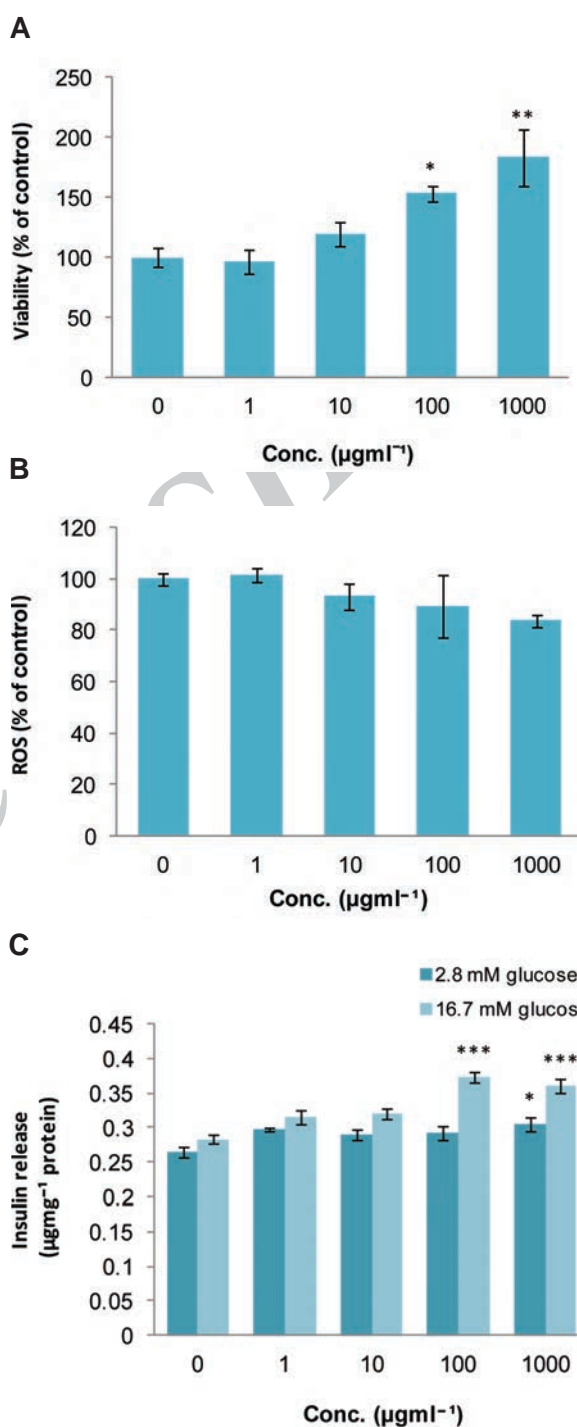 A
Viability (% of control)
250
200
150
100
50
0
*
**
0 1 10 100 1000
Conc. (µgml⁻¹)
B
ROS (% of control)
120
100
80
60
40
20
0
0 1 10 100 1000
Conc. (µgml⁻¹)
C
2.8 mM glucose
16.7 mM glucos
Insulin release
(µgmg⁻¹ protein)
0.45
0.4
0.35
0.3
0.25
0.2
0.15
0.1
0.05
0
***
*
***
0 1 10 100 1000
Conc. (µgml⁻¹)